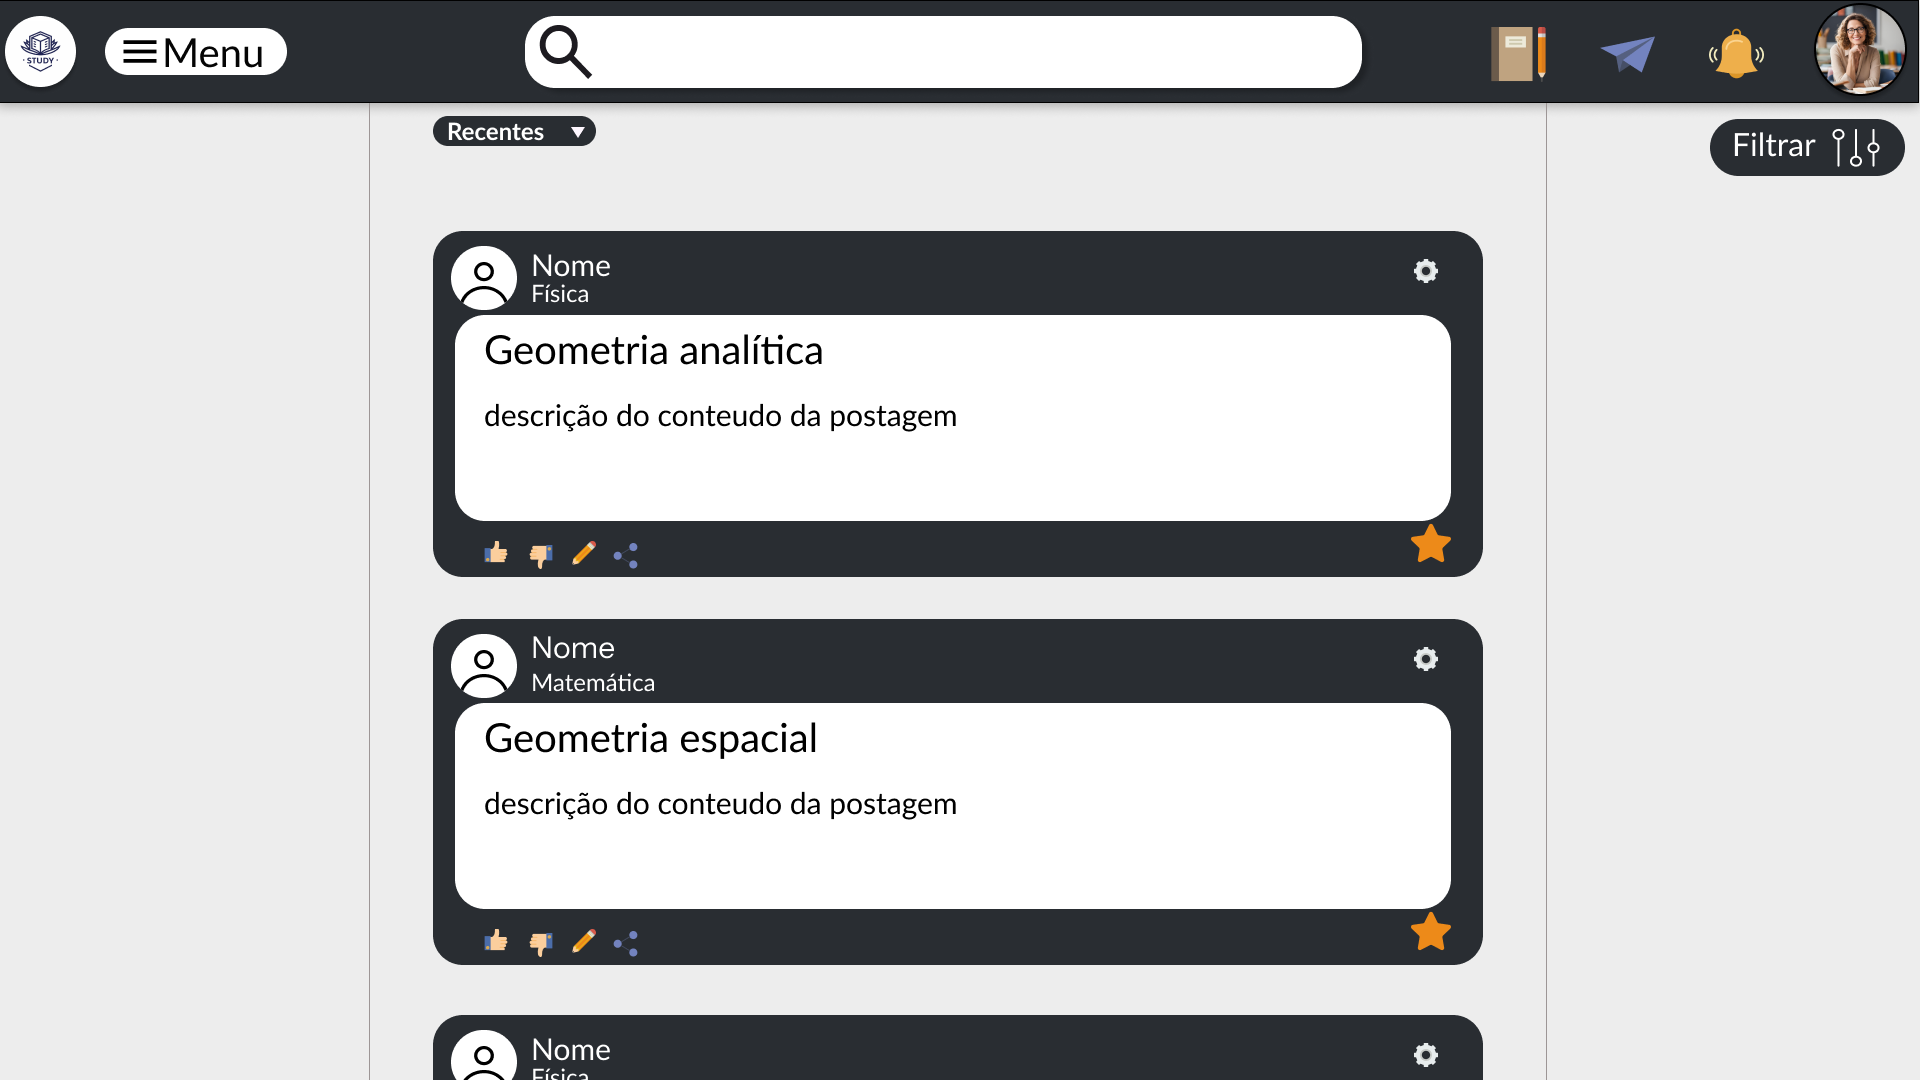 STUDY
Menu
Recentes
Filtrar
Nome
Física
Geometria analítica
descrição do conteudo da postagem
Nome
Matemática
Geometria espacial
descrição do conteudo da postagem
Nome
Física